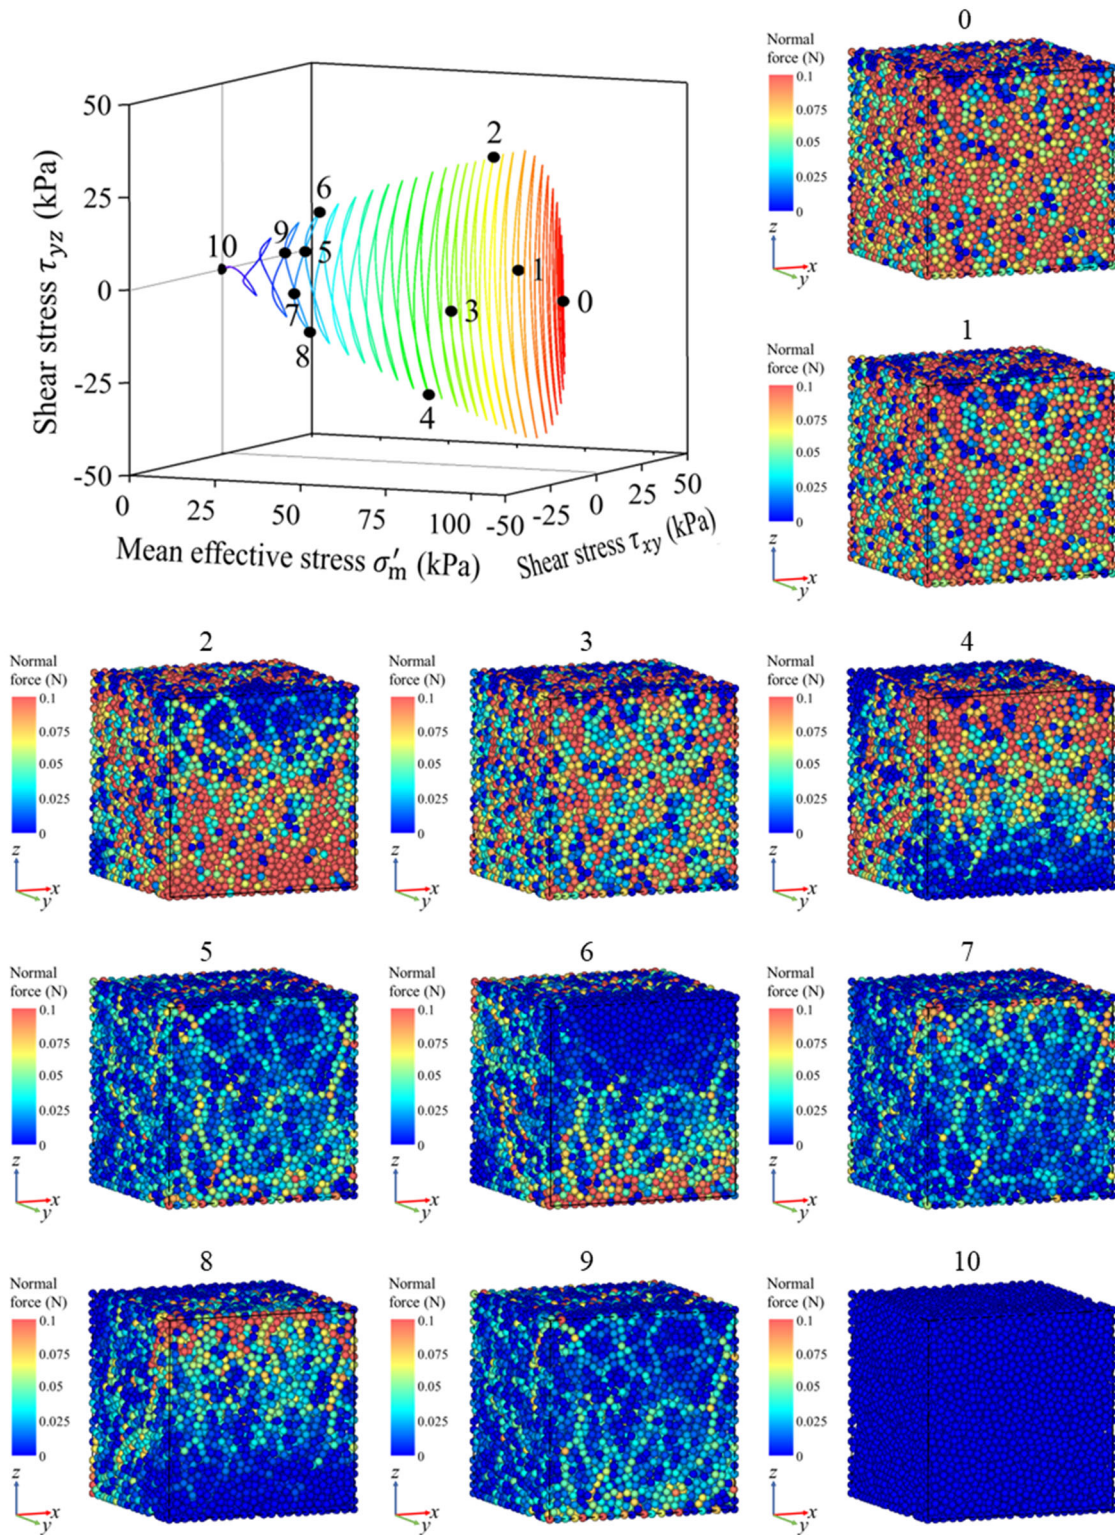 50
25
0
-25
-50
Shear stress τyz (kPa)
0
25
50
75
100
Mean effective stress σ′m (kPa)
-50
-25
0
25
50
Shear stress τxy (kPa)
10
9
6
5
7
8
2
3
4
1
0
0
Normal
force (N)
0.1
0.075
0.05
0.025
0
z
x
y
1
Normal
force (N)
0.1
0.075
0.05
0.025
0
z
x
y
2
Normal
force (N)
0.1
0.075
0.05
0.025
0
z
x
y
3
Normal
force (N)
0.1
0.075
0.05
0.025
0
z
x
y
4
Normal
force (N)
0.1
0.075
0.05
0.025
0
z
x
y
5
Normal
force (N)
0.1
0.075
0.05
0.025
0
z
x
y
6
Normal
force (N)
0.1
0.075
0.05
0.025
0
z
x
y
7
Normal
force (N)
0.1
0.075
0.05
0.025
0
z
x
y
8
Normal
force (N)
0.1
0.075
0.05
0.025
0
z
x
y
9
Normal
force (N)
0.1
0.075
0.05
0.025
0
z
x
y
10
Normal
force (N)
0.1
0.075
0.05
0.025
0
z
x
y